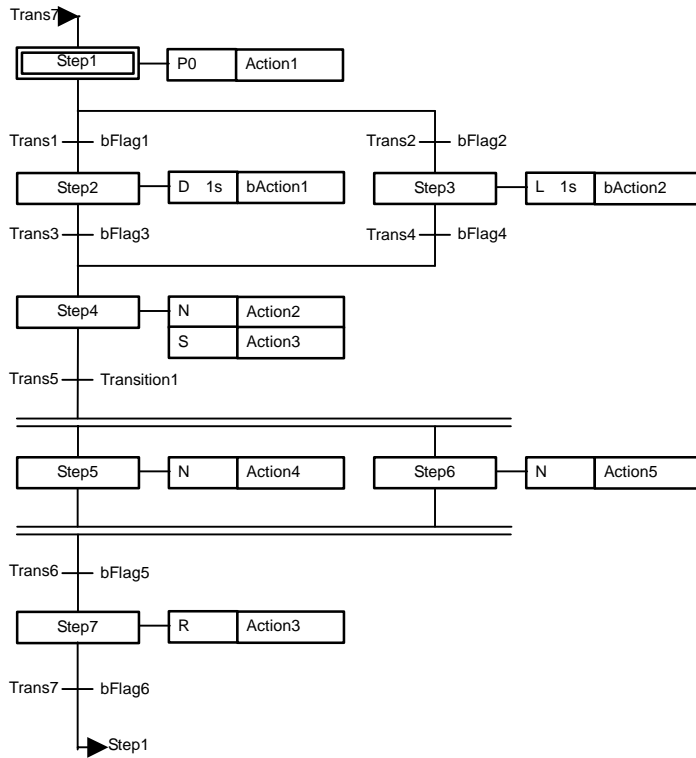 Trans7
Step1 P0 Action1
Trans1 bFlag1 Trans2 bFlag2
Step2 D 1s bAction1 Step3 L 1s bAction2
Trans3 bFlag3 Trans4 bFlag4
Step4 N Action2
S Action3
Trans5 Transition1
Step5 N Action4 Step6 N Action5
Trans6 bFlag5
Step7 R Action3
Trans7 bFlag6
Step1